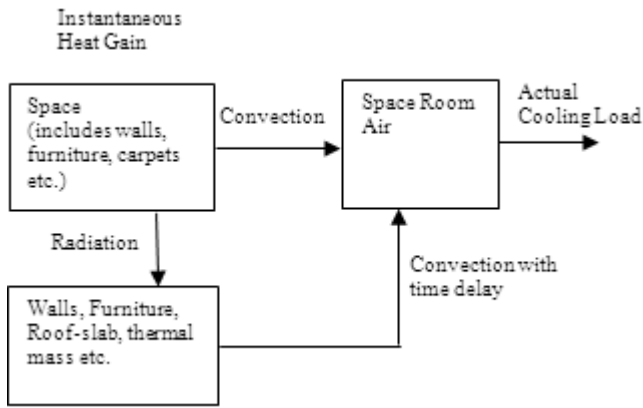 Instantaneous
Heat Gain
Space
(includes walls,
furniture, carpets
etc.)
Convection
Space Room
Air
Actual
Cooling Load
Radiation
Convection with
time delay
Walls, Furniture,
Roof-slab, thermal
mass etc.